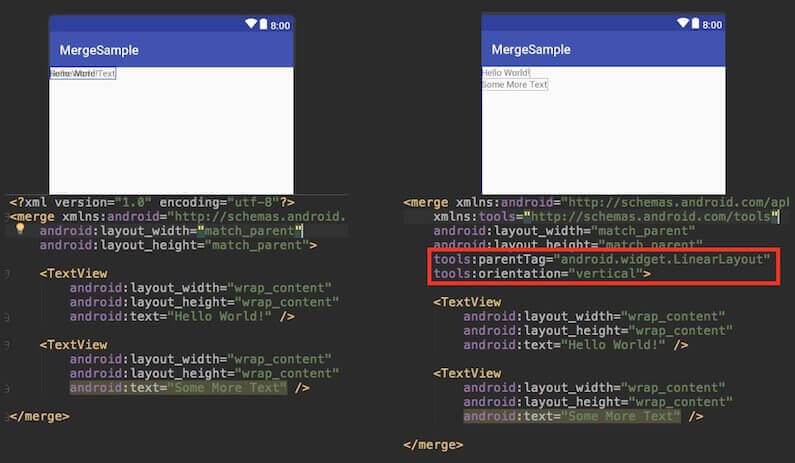 8:00
MergeSample
<?xml version="1.0" encoding="utf-8"?>
<merge xmlns:android="http://schemas.android.
android:layout_width="match_parent"
android:layout_height="match_parent">
<TextView
android:layout_width="wrap_content
android:layout_height="wrap_content
android:text="Hello World!" />
<TextView
android:layout_width="wrap_content
android:layout_height="wrap_content
android:text="Some More Text" />
</merge>
8:00
MergeSample
Hello World!
Some More Text
<merge xmlns:android="http://schemas.android.com/apk
xmlns:tools="http://schemas.android.com/tools"
android:layout_width="match_parent"
android:layout_height="match_parent"
tools:parentTag="android.widget.LinearLayout"
tools:orientation="vertical">
<TextView
android:layout_width="wrap_content
android:layout_height="wrap_content
android:text="Hello World!" />
<TextView
android:layout_width="wrap_content
android:layout_height="wrap_content
android:text="Some More Text" />
</merge>